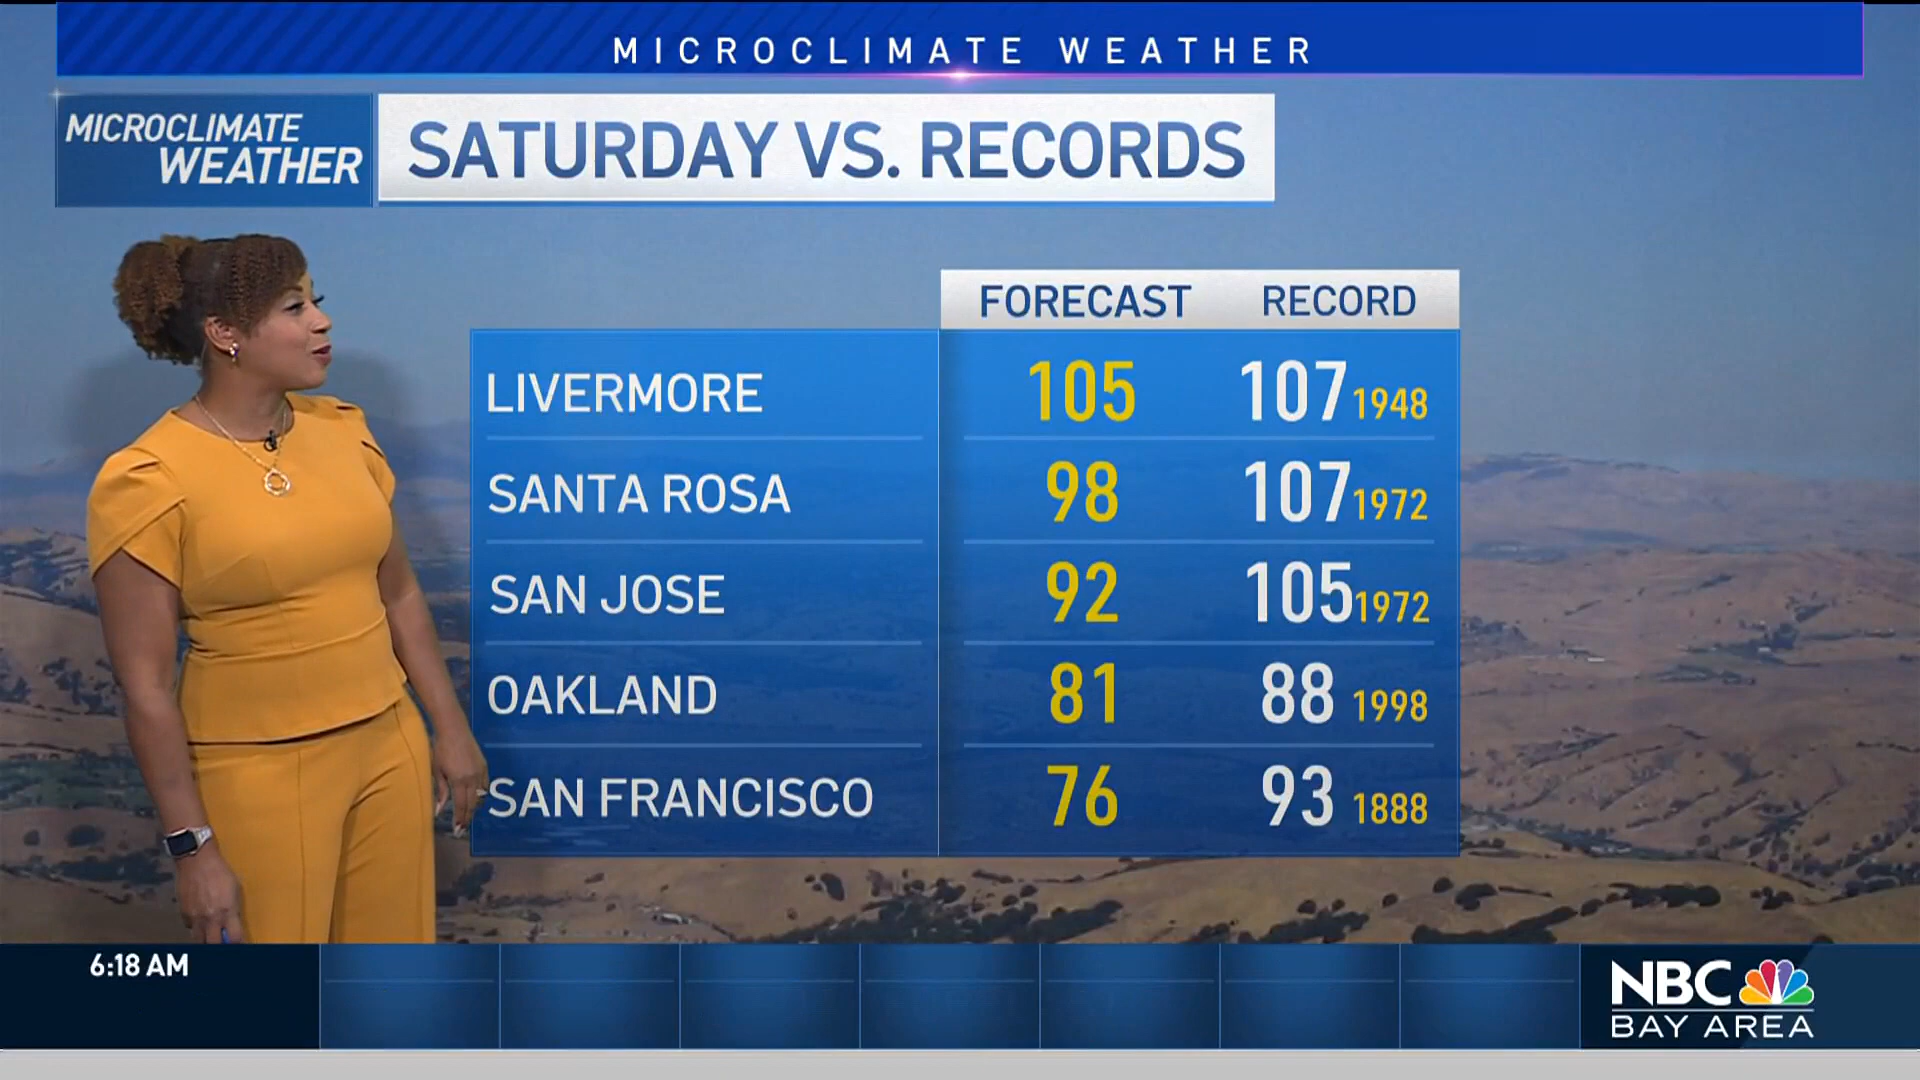 MICROCLIMATE WEATHER
MICROCLIMATE
WEATHER
SATURDAY VS. RECORDS
FORECAST RECORD
LIVERMORE 105 107 1948
SANTA ROSA 98 107 1972
SAN JOSE 92 105 1972
OAKLAND 81 88 1998
SAN FRANCISCO 76 93 1888
6:18 AM
NBC
BAY AREA